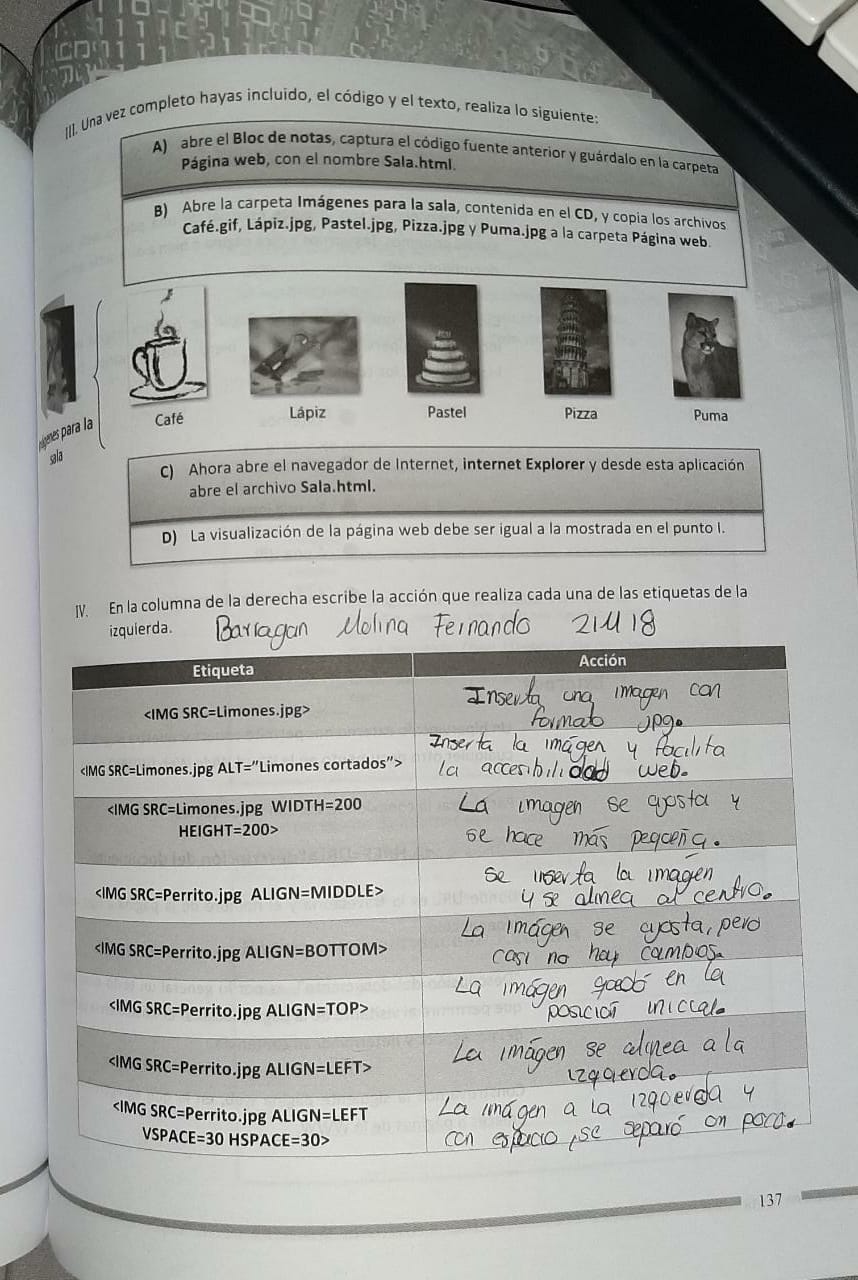 III. Una vez completo hayas incluido, el código y el texto, realiza lo siguiente:
A) abre el Bloc de notas, captura el código fuente anterior y guárdalo en la carpeta
Página web, con el nombre Sala.html.
B) Abre la carpeta Imágenes para la sala, contenida en el CD, y copia los archivos
Café.gif, Lápiz.jpg, Pastel.jpg, Pizza.jpg y Puma.jpg a la carpeta Página web.
para la
sala
Café
Lápiz
Pastel
Pizza
Puma
C) Ahora abre el navegador de Internet, internet Explorer y desde esta aplicación
abre el archivo Sala.html.
D) La visualización de la página web debe ser igual a la mostrada en el punto I.
IV. En la columna de la derecha escribe la acción que realiza cada una de las etiquetas de la
izquierda. Barragan Molina Fernando 21418
Etiqueta
Acción
<IMG SRC=Limones.jpg>
Inserta una imagen con
formato jpg.
<IMG SRC=Limones.jpg ALT="Limones cortados">
Inserta la imágen y facilita
la accesibilidad web.
<IMG SRC=Limones.jpg WIDTH=200
HEIGHT=200>
La imagen se ajosta y
se hace más peqceña.
<IMG SRC=Perrito.jpg ALIGN=MIDDLE>
Se inserta la imagen
y se alinea al centro.
<IMG SRC=Perrito.jpg ALIGN=BOTTOM>
La imágen se ajosta, pero
casi no hay cambios.
<IMG SRC=Perrito.jpg ALIGN=TOP>
La imágen qoedó en la
posición inicial.
<IMG SRC=Perrito.jpg ALIGN=LEFT>
La imágen se alinea a la
izqaierda.
<IMG SRC=Perrito.jpg ALIGN=LEFT
VSPACE=30 HSPACE=30>
La imágen a la izqoerda y
con espacio, se separó on poco.
137